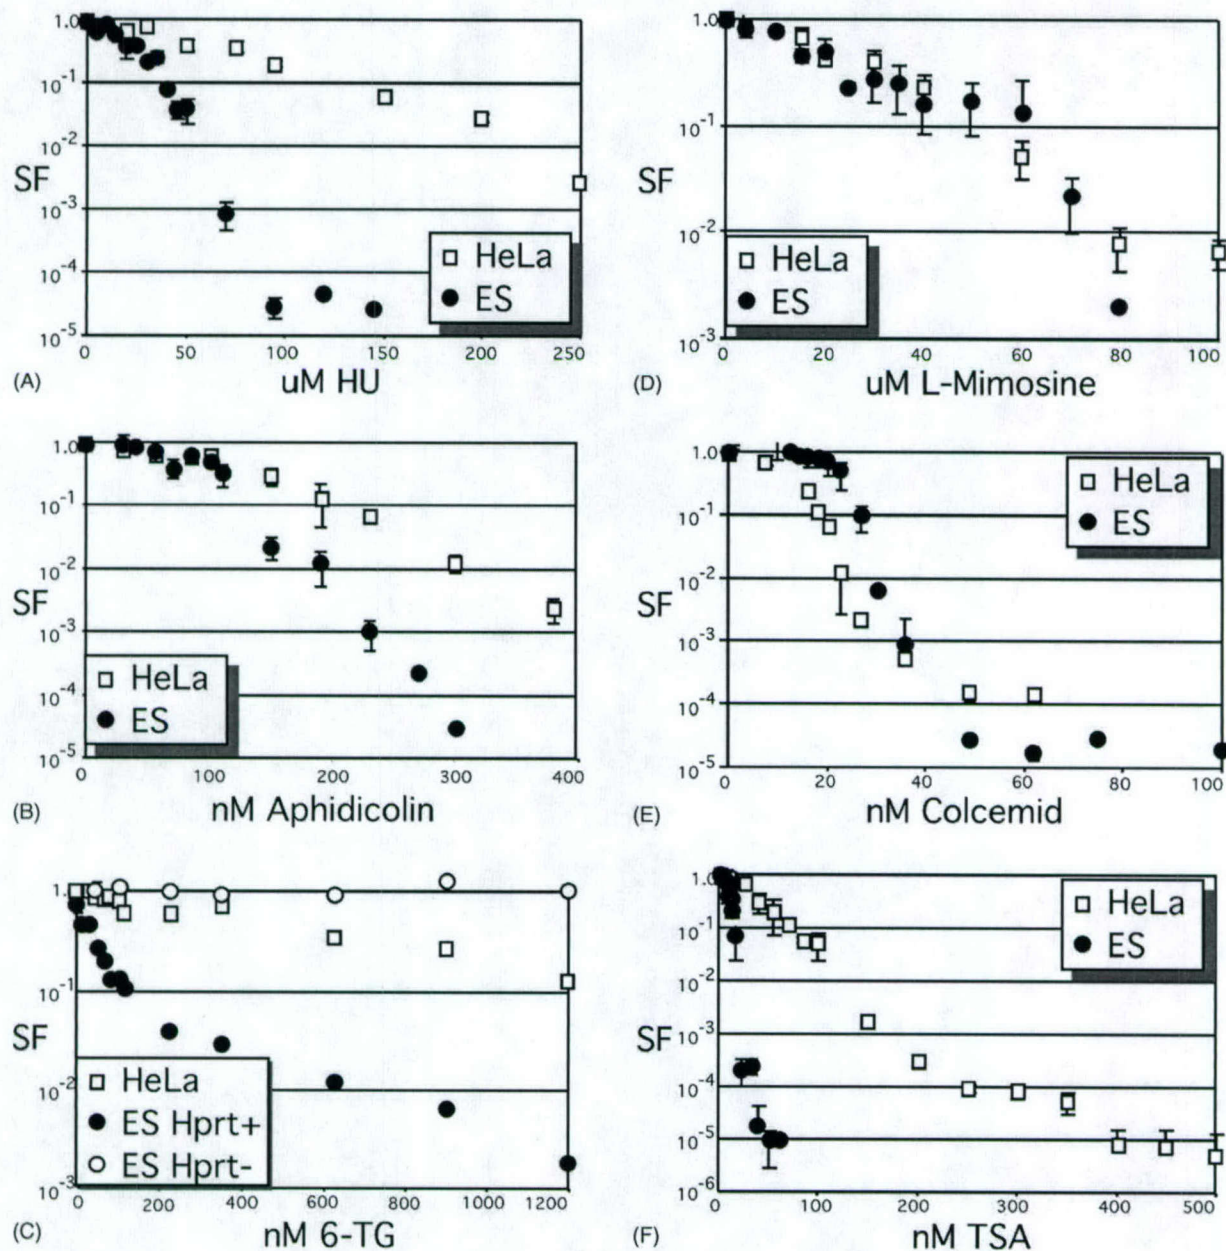 1.0
10-1
10-2
10-3
10-4
10-5
SF
HeLa
ES
0 50 100 150 200 250
(A) uM HU
1.0
10-1
10-2
10-3
SF
HeLa
ES
0 20 40 60 80 100
(D) uM L-Mimosine
1.0
10-1
10-2
10-3
10-4
10-5
SF
HeLa
ES
0 100 200 300 400
(B) nM Aphidicolin
1.0
10-1
10-2
10-3
10-4
10-5
SF
HeLa
ES
0 20 40 60 80 100
(E) nM Colcemid
1.0
10-1
10-2
10-3
SF
HeLa
ES Hprt+
ES Hprt-
0 200 400 600 800 1000 1200
(C) nM 6-TG
1.0
10-1
10-2
10-3
10-4
10-5
10-6
SF
HeLa
ES
0 100 200 300 400 500
(F) nM TSA